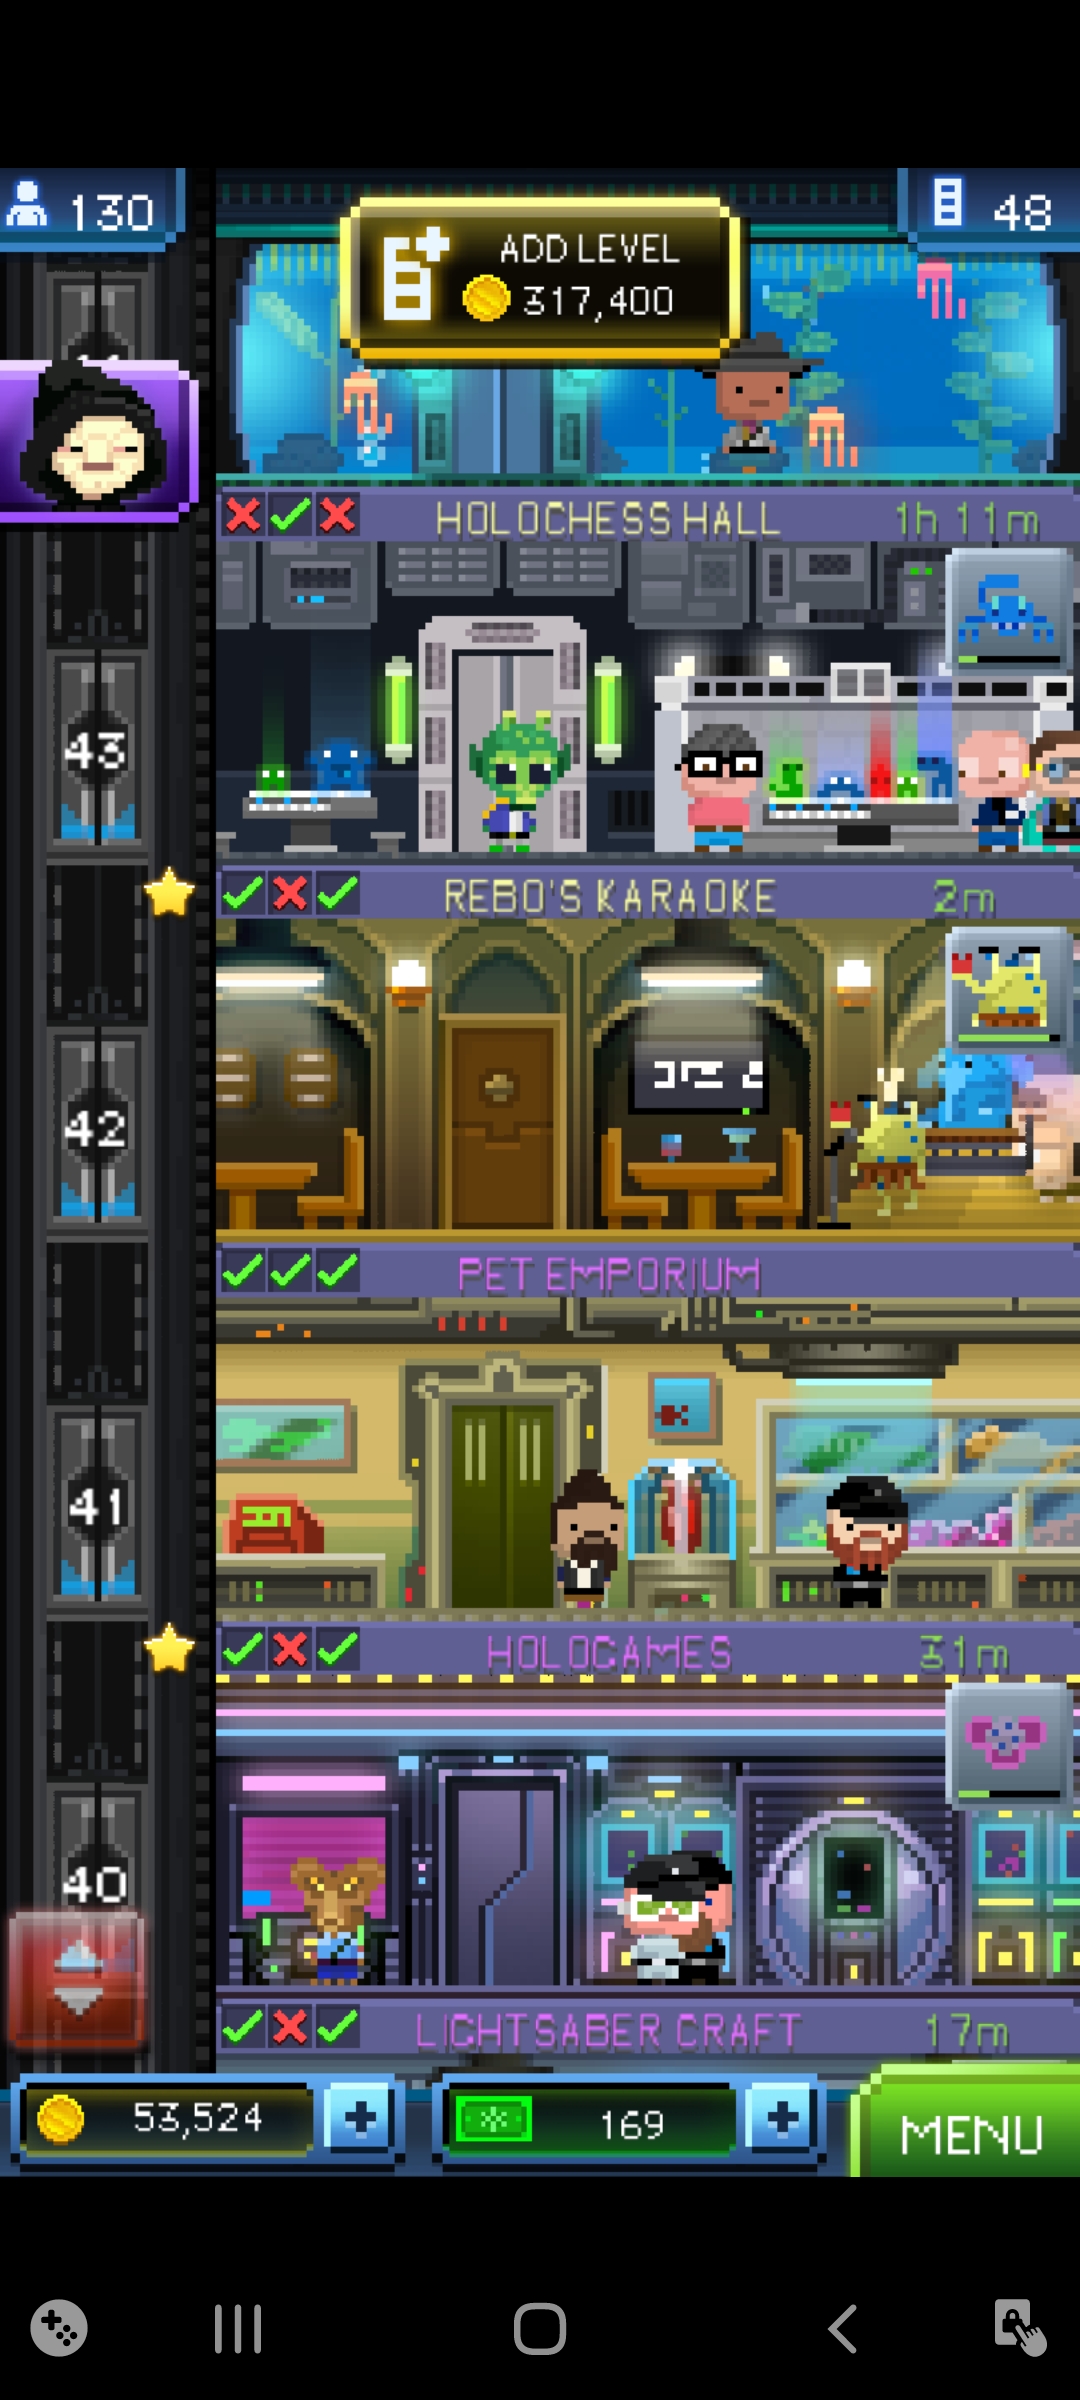 130
48
ADD LEVEL
317,400
HOLOCHESS HALL 1h 11m
43
REBO'S KARAOKE 2m
42
PET EMPORIUM
41
HOLOGAMES 31m
40
LIGHTSABER CRAFT 17m
53,524
169
MENU